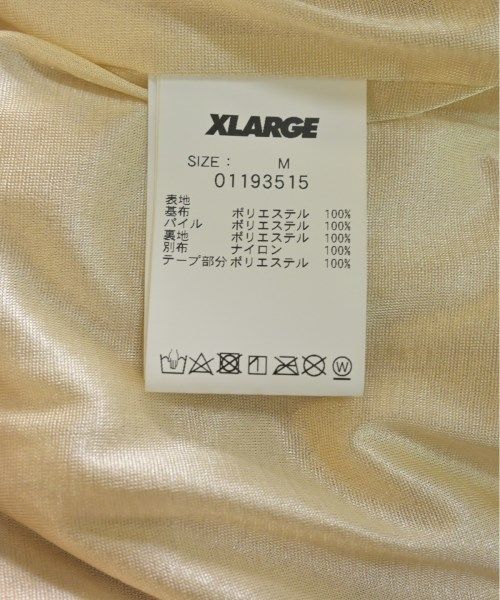 XLARGE
SIZE： M
01193515
表地
基布 ポリエステル 100%
パイル ポリエステル 100%
裏地 ポリエステル 100%
別布 ナイロン 100%
テープ部分 ポリエステル 100%
W